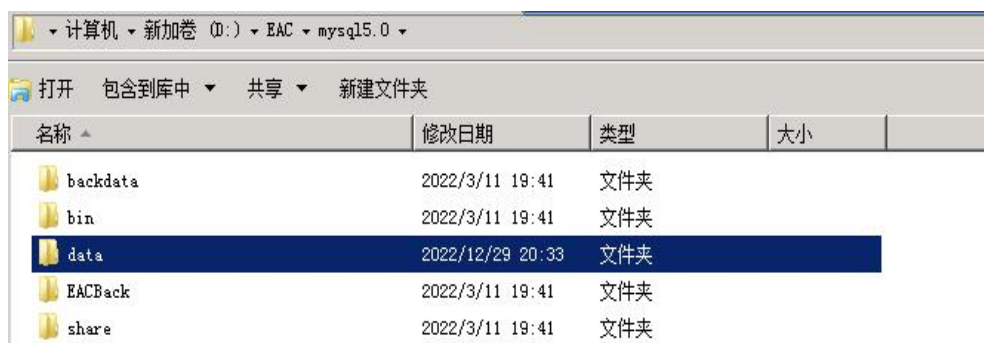 计算机 新加卷 (D:) EAC mysql5.0
打开 包含到库中 共享 新建文件夹
名称 修改日期 类型 大小
backdata 2022/3/11 19:41 文件夹
bin 2022/3/11 19:41 文件夹
data 2022/12/29 20:33 文件夹
EACBack 2022/3/11 19:41 文件夹
share 2022/3/11 19:41 文件夹